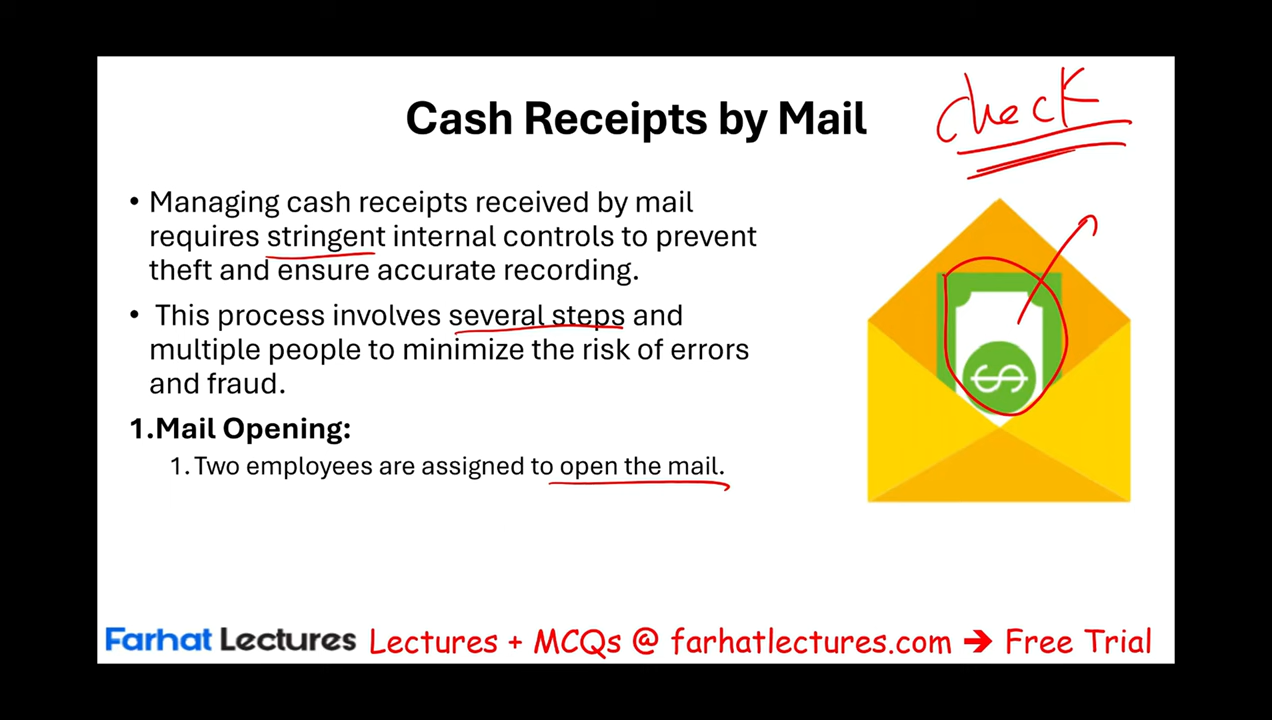 Cash Receipts by Mail
check
• Managing cash receipts received by mail
requires stringent internal controls to prevent
theft and ensure accurate recording.
• This process involves several steps and
multiple people to minimize the risk of errors
and fraud.
1.Mail Opening:
1. Two employees are assigned to open the mail.
$
Farhat Lectures Lectures + MCQs @ farhatlectures.com ➔ Free Trial